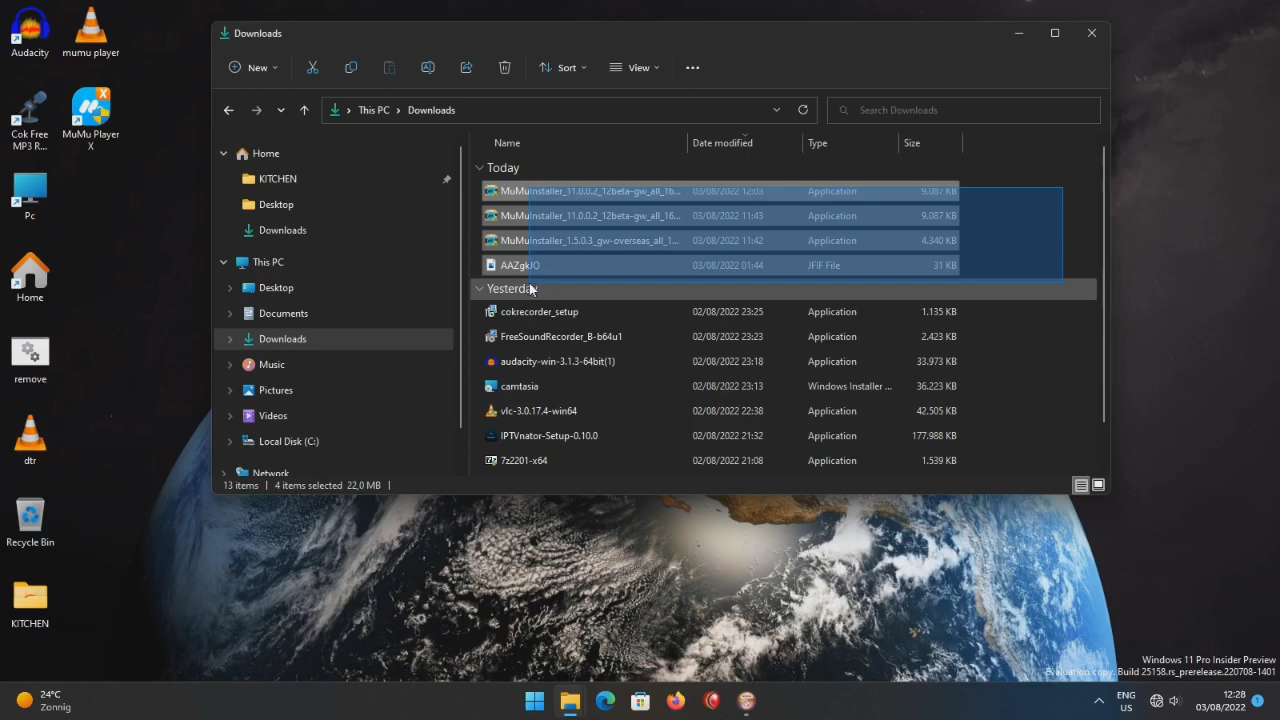 Audacity
mumu player
Cok Free
MP3 R...
MuMu Player
X
Pc
Home
remove
dtr
Recycle Bin
KITCHEN
Downloads
New
Sort
View
This PC
Downloads
Search Downloads
Home
KITCHEN
Desktop
Downloads
This PC
Desktop
Documents
Downloads
Music
Pictures
Videos
Local Disk (C:)
Network
Name Date modified Type Size
Today
MuMuInstaller_11.0.0.2_12beta-gw_all_16... 03/08/2022 12:03 Application 9.087 KB
MuMuInstaller_11.0.0.2_12beta-gw_all_16... 03/08/2022 11:43 Application 9.087 KB
MuMuInstaller_1.5.0.3_gw-overseas_all_1... 03/08/2022 11:42 Application 4.340 KB
AAZgkJO 03/08/2022 01:44 JFIF File 31 KB
Yesterday
cokrecorder_setup 02/08/2022 23:25 Application 1.135 KB
FreeSoundRecorder_B-b64u1 02/08/2022 23:23 Application 2.423 KB
audacity-win-3.1.3-64bit(1) 02/08/2022 23:18 Application 33.973 KB
camtasia 02/08/2022 23:13 Windows Installer ... 36.223 KB
vlc-3.0.17.4-win64 02/08/2022 22:38 Application 42.505 KB
IPTVnator-Setup-0.10.0 02/08/2022 21:32 Application 177.988 KB
7z2201-x64 02/08/2022 21:08 Application 1.539 KB
13 items 4 items selected 22,0 MB
Windows 11 Pro Insider Preview
Evaluation copy. Build 25158.rs_prerelease.220708-1401
24°C
Zonnig
ENG
US
12:28
03/08/2022
1